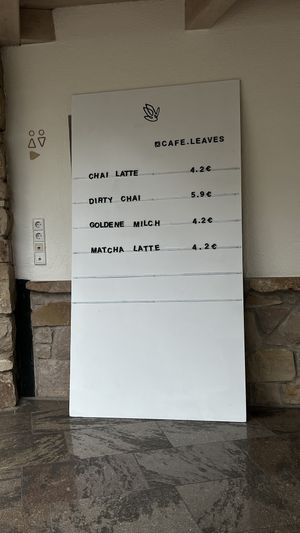 CAFE.LEAVES
CHAI LATTE 4.2€
DIRTY CHAI 5.9€
GOLDENE MILCH 4.2€
MATCHA LATTE 4.2€